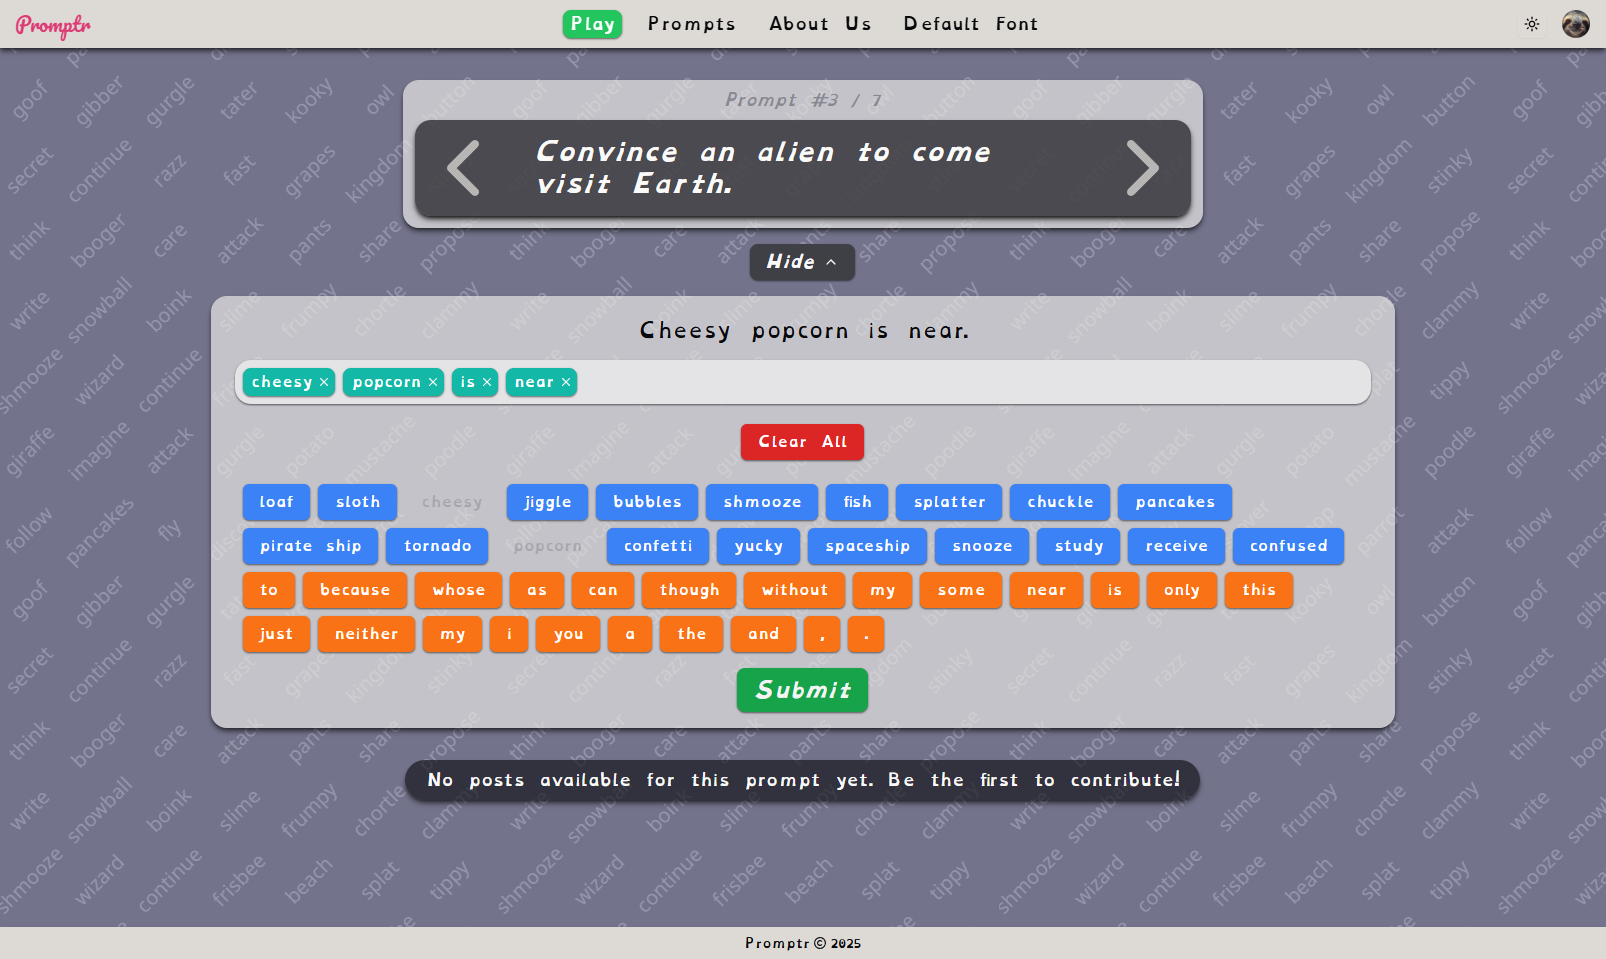 Promptr Play Prompts About Us Default Font
Prompt #3 / 7
Convince an alien to come
visit Earth.
Hide
Cheesy popcorn is near.
cheesy popcorn is near
Clear All
loaf sloth cheesy jiggle bubbles shmooze fish splatter chuckle pancakes
pirate ship tornado popcorn confetti yucky spaceship snooze study receive confused
to because whose as can though without my some near is only this
just neither my i you a the and , .
Submit
No posts available for this prompt yet. Be the first to contribute!
Promptr © 2025